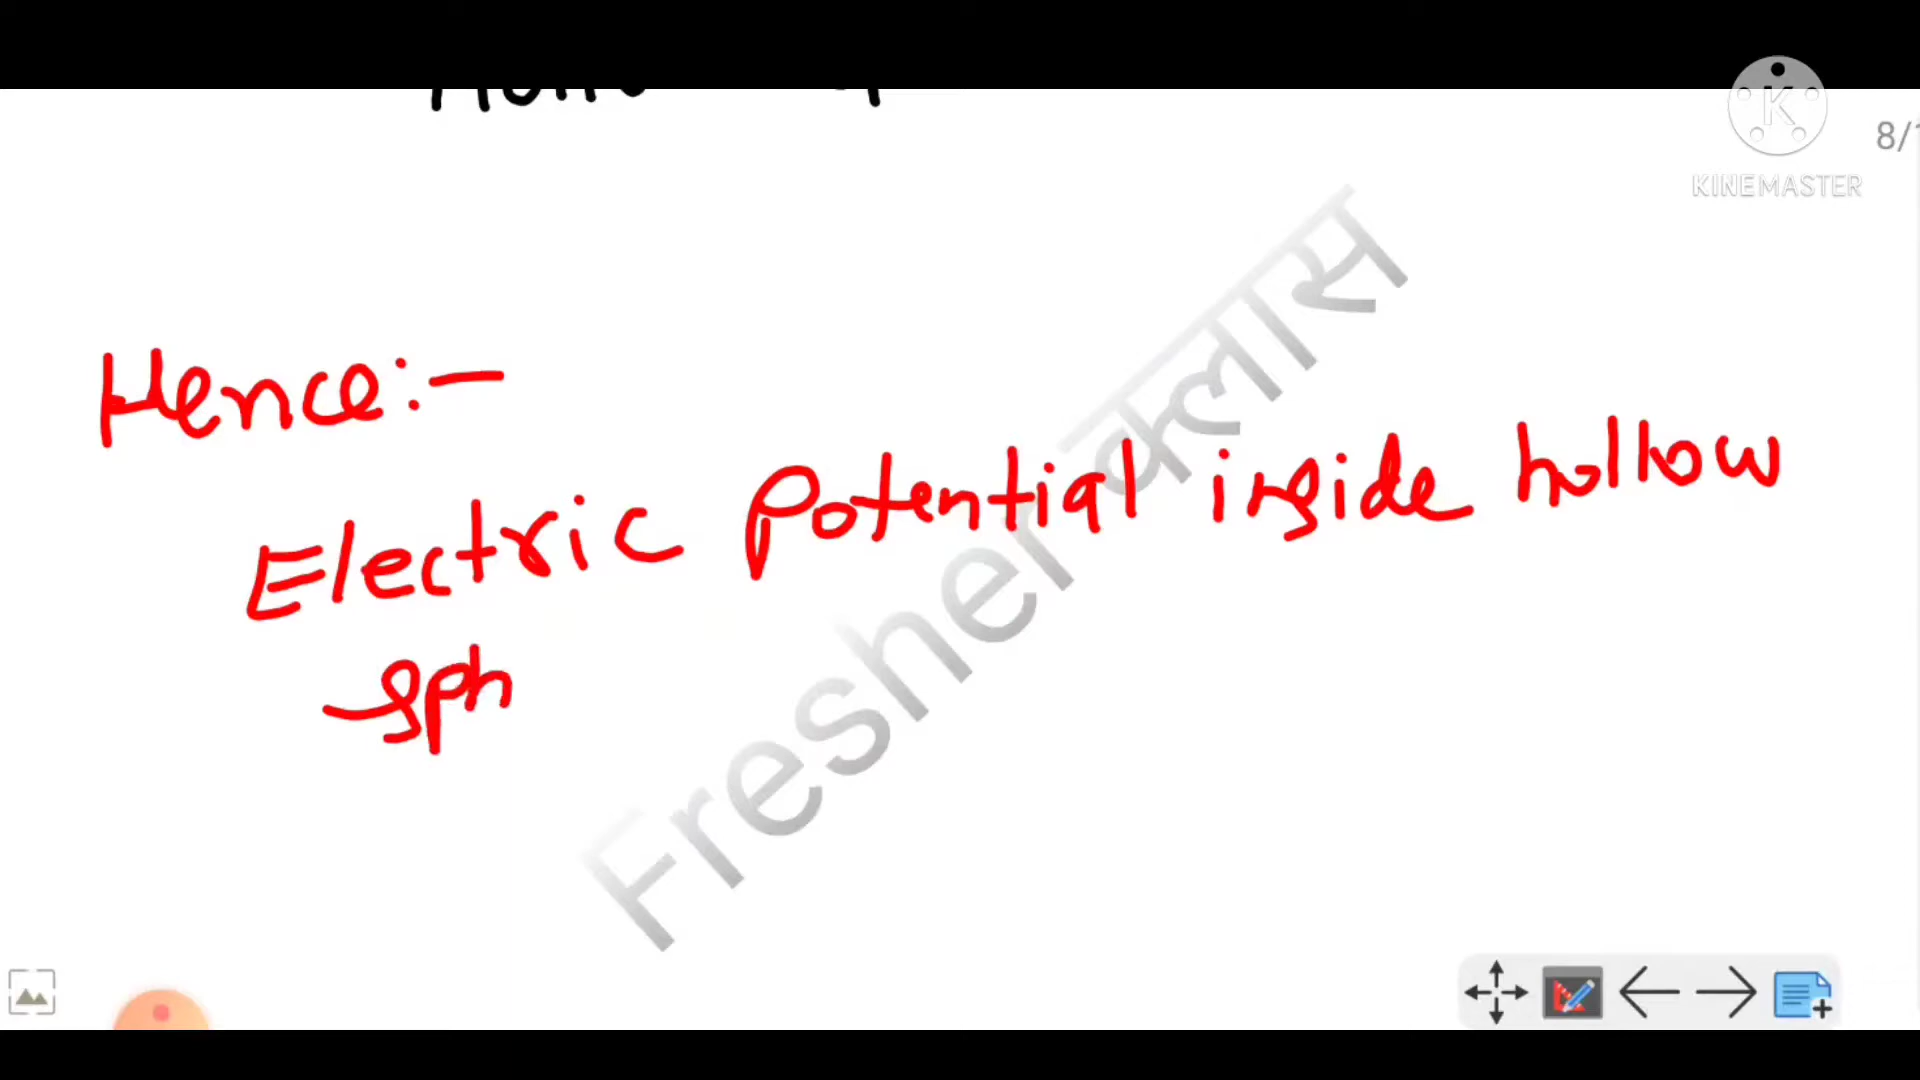 KINEMASTER
8/
Hence:-
Electric potential inside hollow
sph
Fresher क्लास